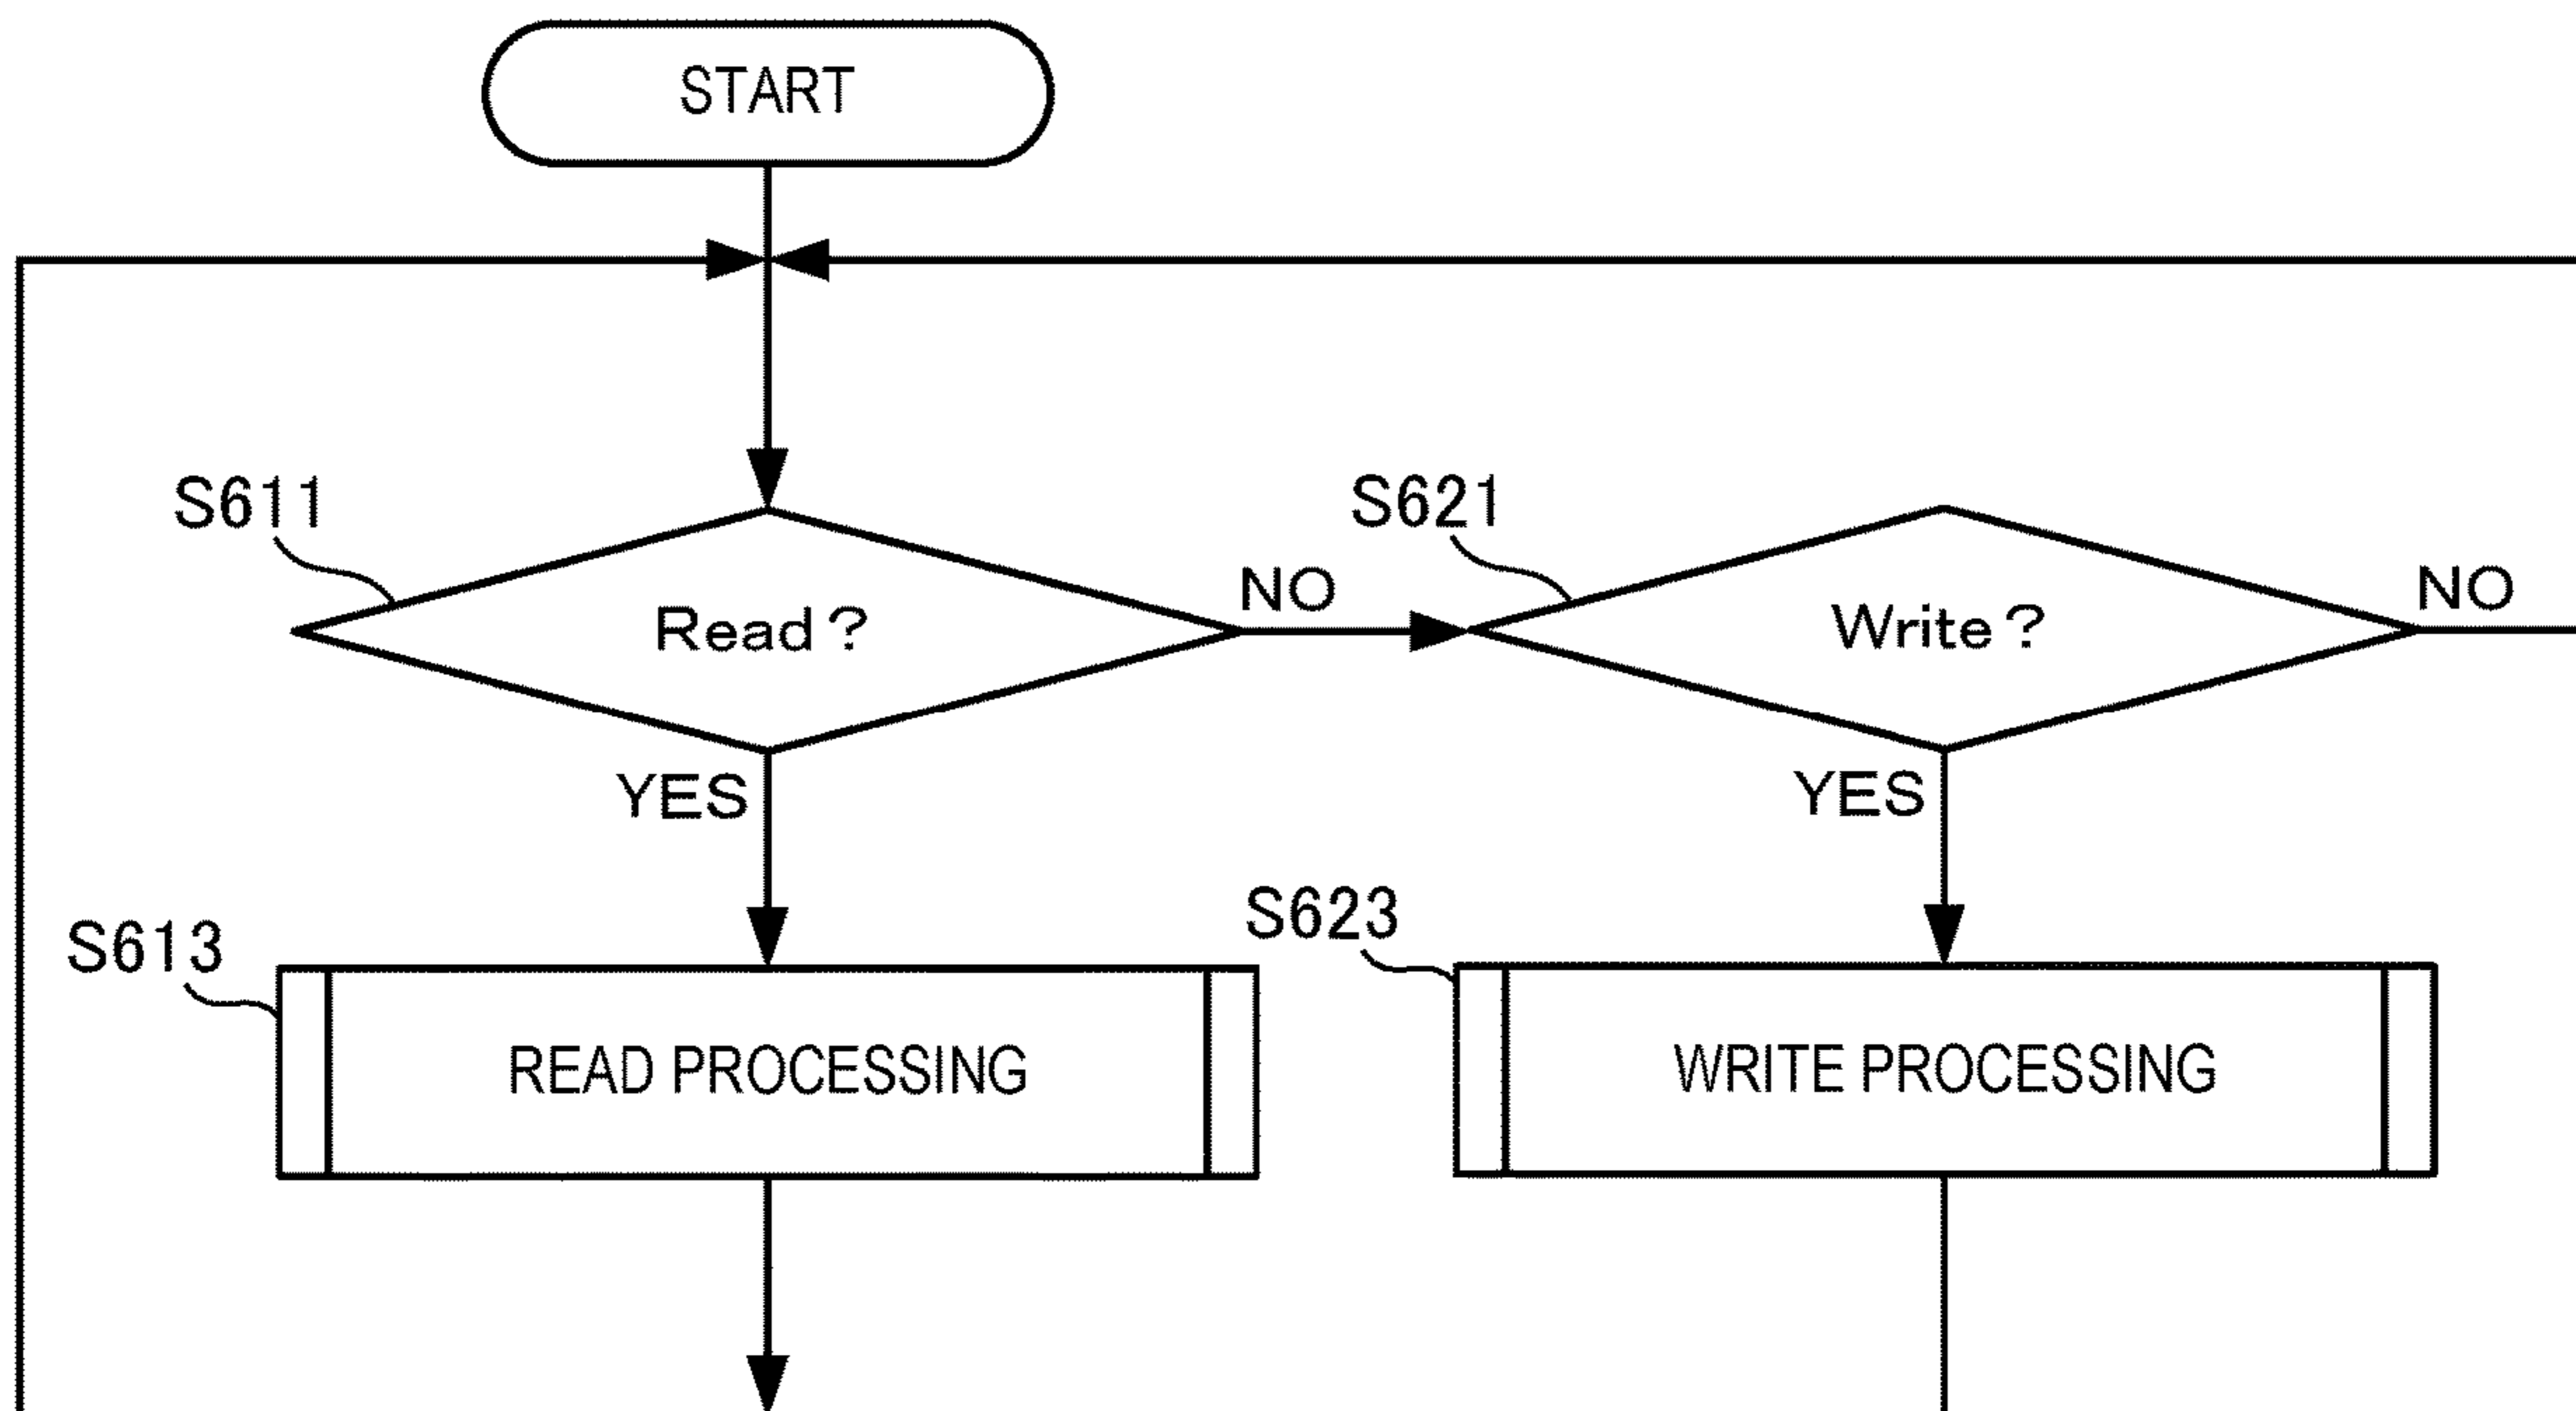 START
S611
S621
Read?
NO
Write?
NO
YES
YES
S613
S623
READ PROCESSING
WRITE PROCESSING